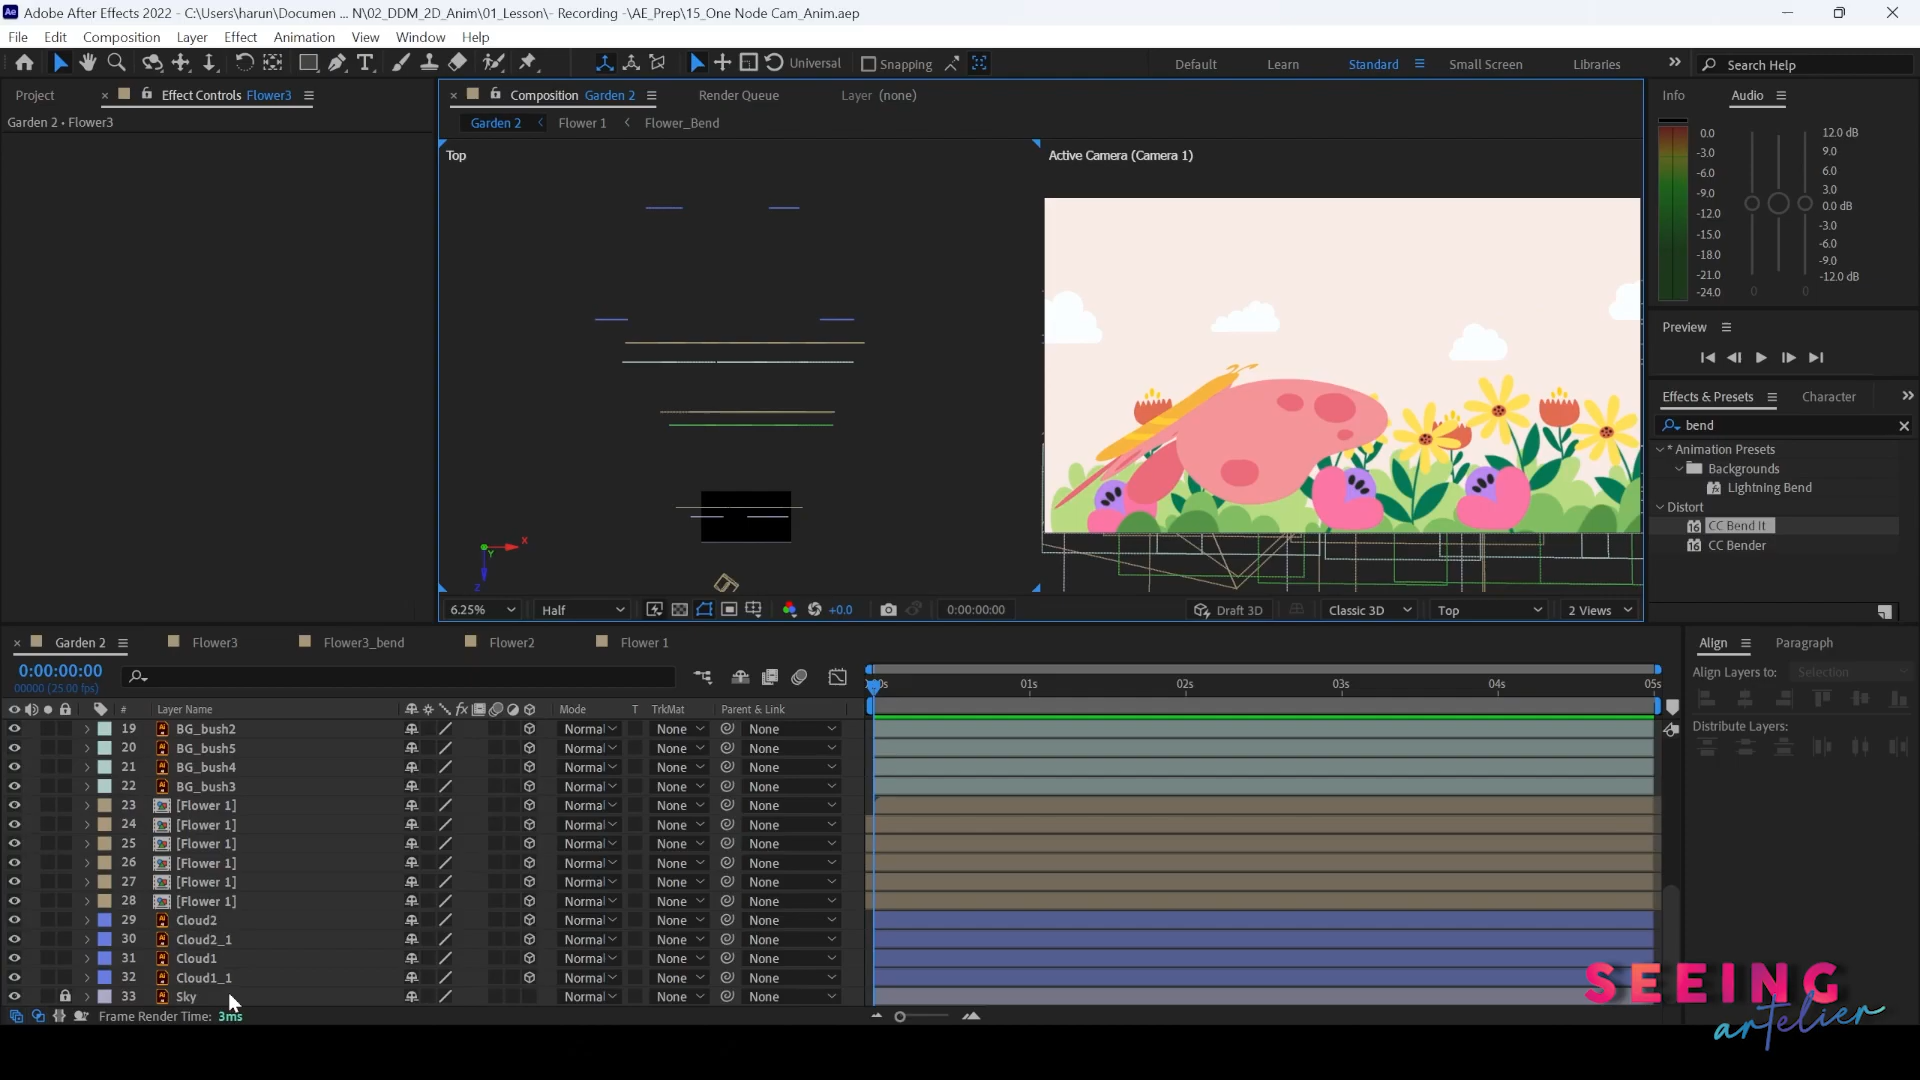 Adobe After Effects 2022 - C:\Users\harun\Documen ... N\02_DDM_2D_Anim\01_Lesson\- Recording -\AE_Prep\15_One Node Cam_Anim.aep
File Edit Composition Layer Effect Animation View Window Help
Universal Snapping Default Learn Standard Small Screen Libraries Search Help
Project Effect Controls Flower3 Composition Garden 2 Render Queue Layer (none) Info Audio
Garden 2 • Flower3
Garden 2 Flower 1 Flower_Bend
Top
Active Camera (Camera 1)
0.0 12.0 dB
-3.0 9.0
-6.0 6.0
-9.0 3.0
-12.0 0.0 dB
-15.0 -3.0
-18.0 -6.0
-21.0 -9.0
-24.0 -12.0 dB
0 0
Preview
Effects & Presets Character
bend
* Animation Presets
Backgrounds
Lightning Bend
Distort
CC Bend It
CC Bender
X
Y
Z
6.25% Half +0.0 0:00:00:00 Draft 3D Classic 3D Top 2 Views
Garden 2 Flower3 Flower3_bend Flower2 Flower 1
Align Paragraph
0:00:00:00
00000 (25.00 fps)
Align Layers to: Selection
Distribute Layers:
01s 02s 03s 04s 05s
# Layer Name Mode T TrkMat Parent & Link
19 BG_bush2 Normal None None
20 BG_bush5 Normal None None
21 BG_bush4 Normal None None
22 BG_bush3 Normal None None
23 [Flower 1] Normal None None
24 [Flower 1] Normal None None
25 [Flower 1] Normal None None
26 [Flower 1] Normal None None
27 [Flower 1] Normal None None
28 [Flower 1] Normal None None
29 Cloud2 Normal None None
30 Cloud2_1 Normal None None
31 Cloud1 Normal None None
32 Cloud1_1 Normal None None
33 Sky Normal None None
Frame Render Time: 3ms
SEEING
artelier